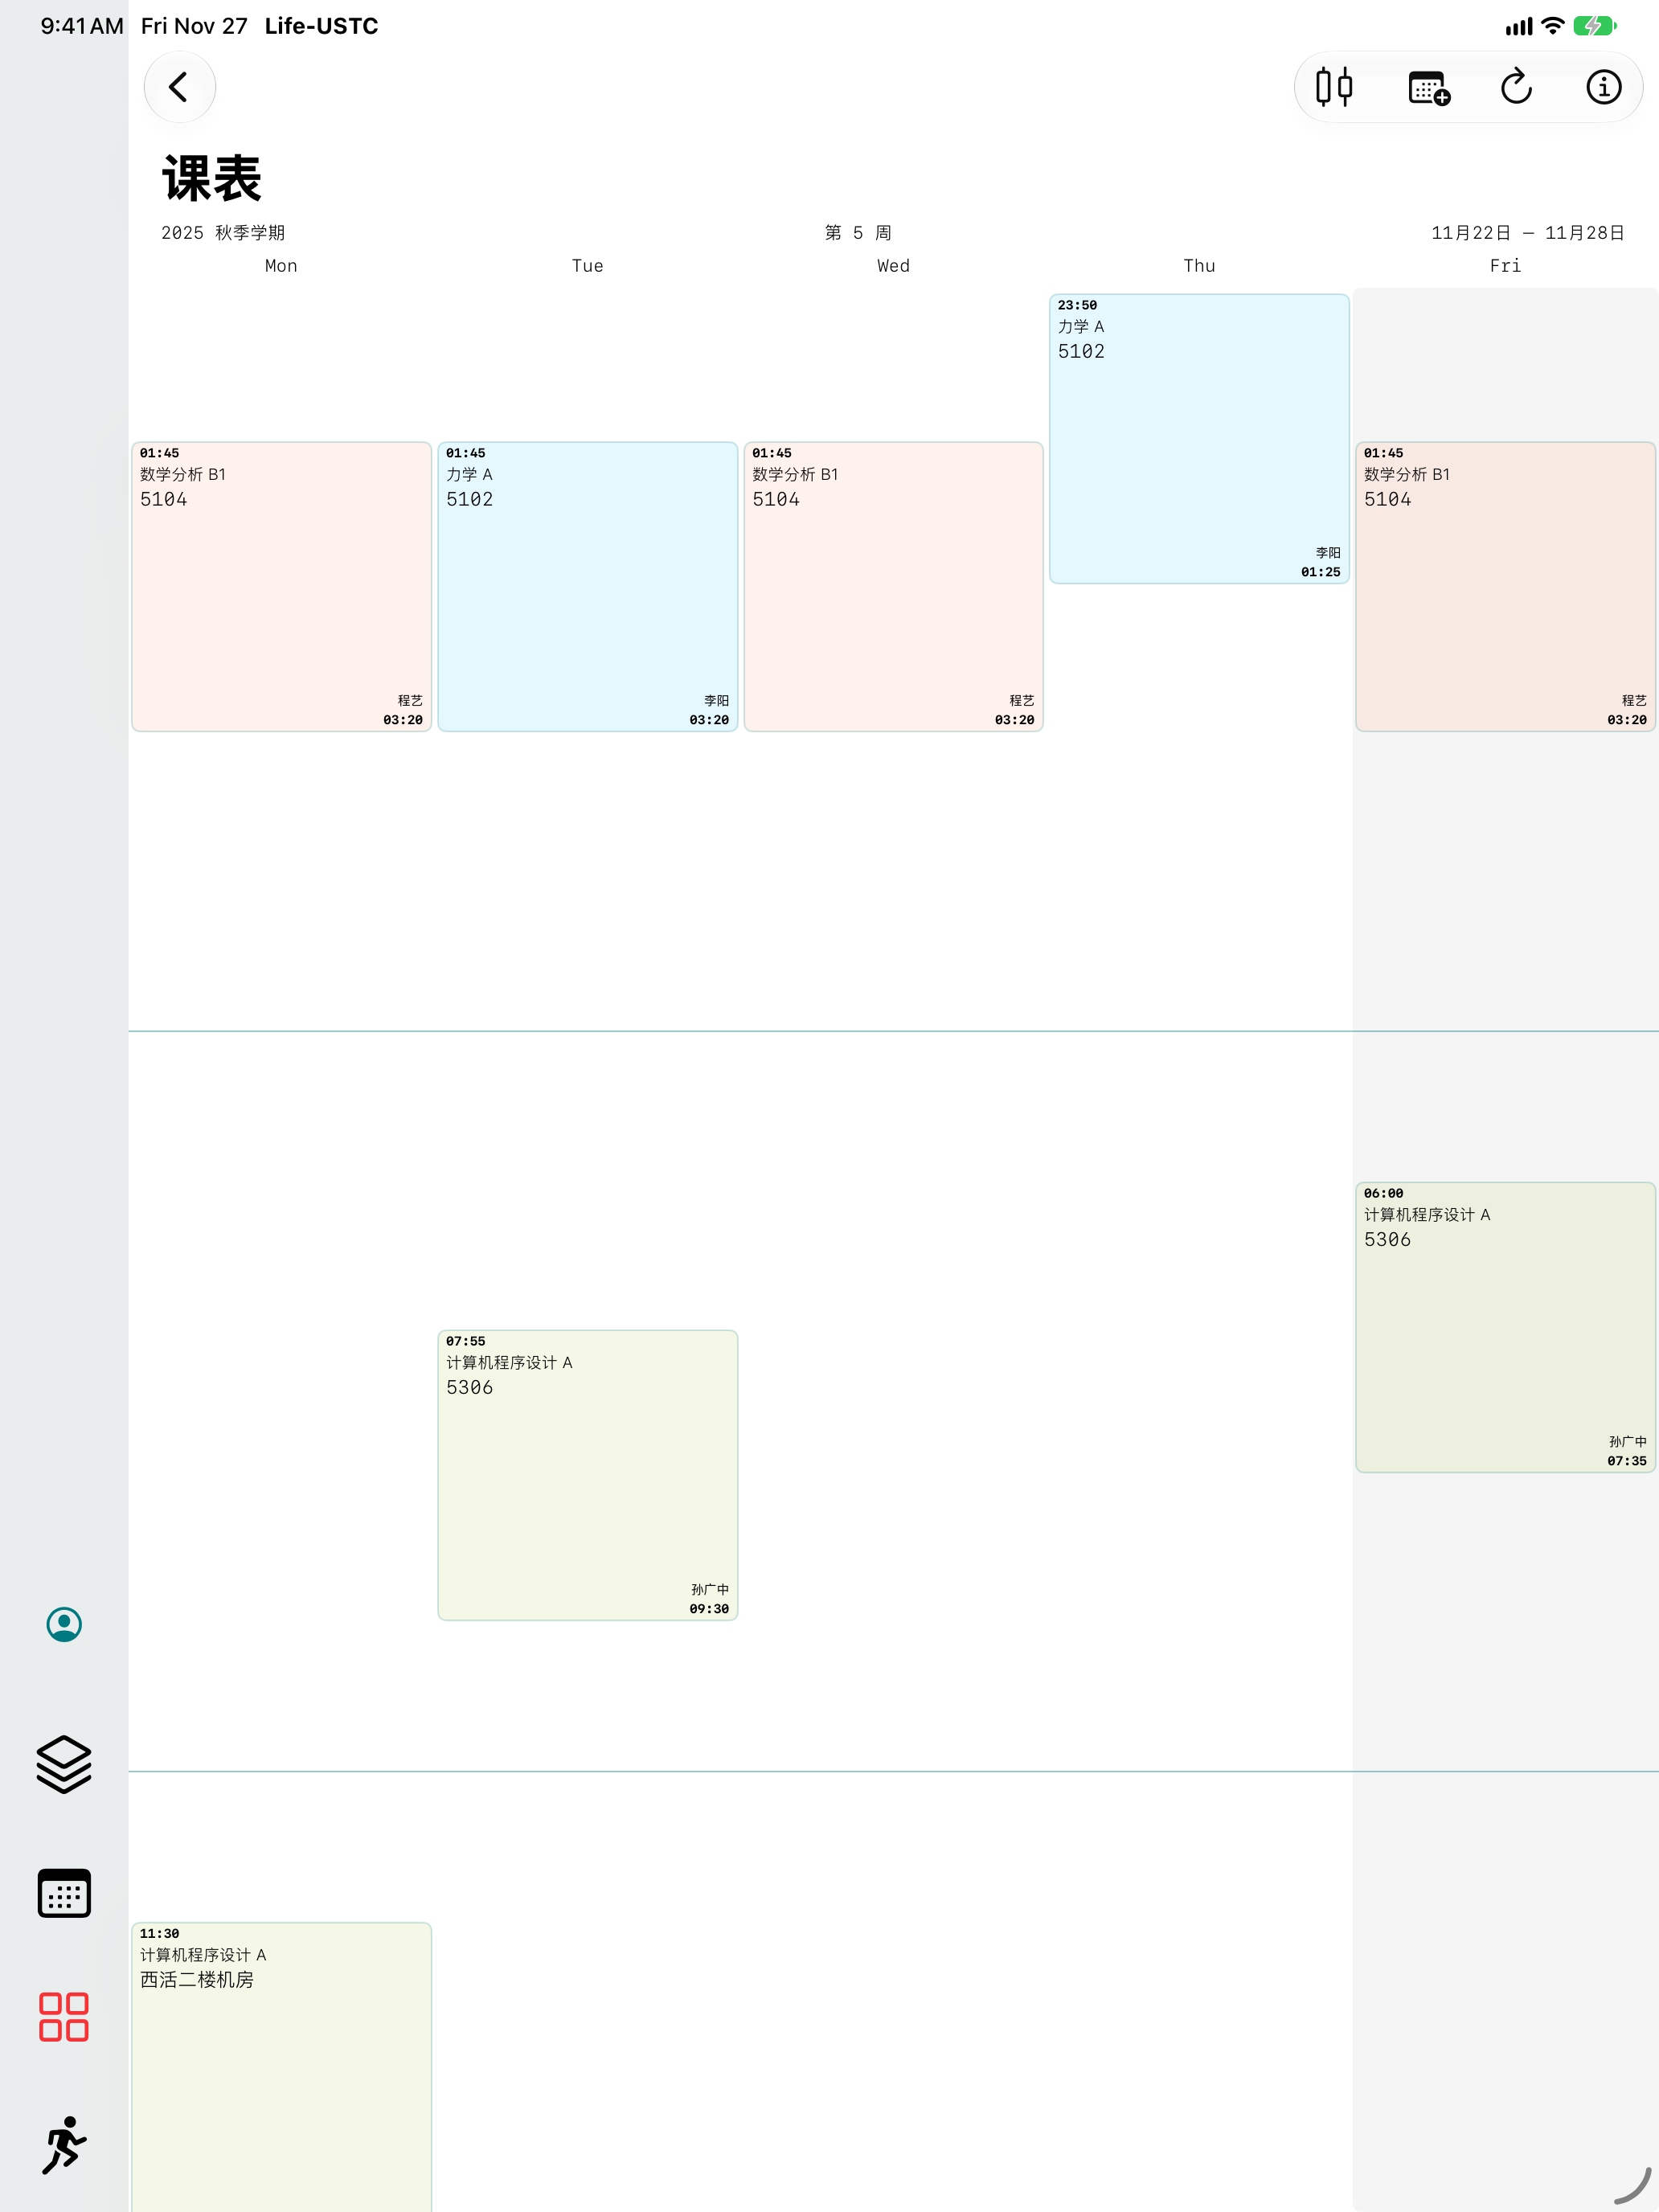 9:41 AM Fri Nov 27 Life-USTC
课表
2025 秋季学期
第 5 周
11月22日 — 11月28日
Mon
Tue
Wed
Thu
Fri
23:50
力学 A
5102
李阳
01:25
01:45
数学分析 B1
5104
程艺
03:20
01:45
力学 A
5102
李阳
03:20
01:45
数学分析 B1
5104
程艺
03:20
01:45
数学分析 B1
5104
程艺
03:20
06:00
计算机程序设计 A
5306
孙广中
07:35
07:55
计算机程序设计 A
5306
孙广中
09:30
11:30
计算机程序设计 A
西活二楼机房